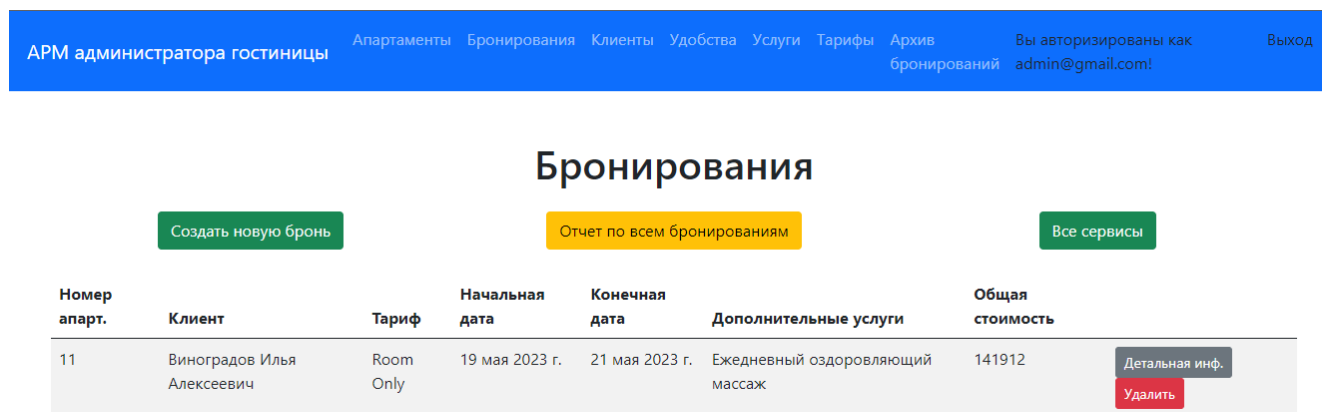 АРМ администратора гостиницы
Апартаменты Бронирования Клиенты Удобства Услуги Тарифы Архив
бронирований
Вы авторизированы как
admin@gmail.com!
Выход
Бронирования
Создать новую бронь
Отчет по всем бронированиям
Все сервисы
Номер
апарт.
Клиент
Тариф
Начальная
дата
Конечная
дата
Дополнительные услуги
Общая
стоимость
11
Виноградов Илья
Алексеевич
Room
Only
19 мая 2023 г.
21 мая 2023 г.
Ежедневный оздоровляющий
массаж
141912
Детальная инф.
Удалить